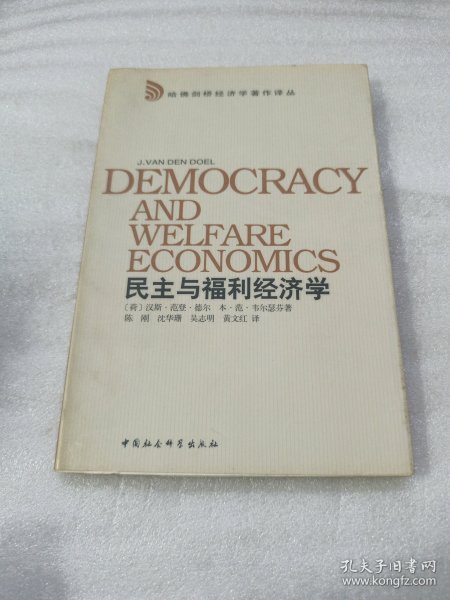 哈佛剑桥经济学著作译丛
J. VAN DEN DOEL
DEMOCRACY
AND
WELFARE
ECONOMICS
民主与福利经济学
〔荷〕汉斯·范登·德尔 本·范·韦尔瑟芬著
陈刚 沈华珊 吴志明 黄文红 译
中国社会科学出版社
孔夫子旧书网
www.kongfz.com